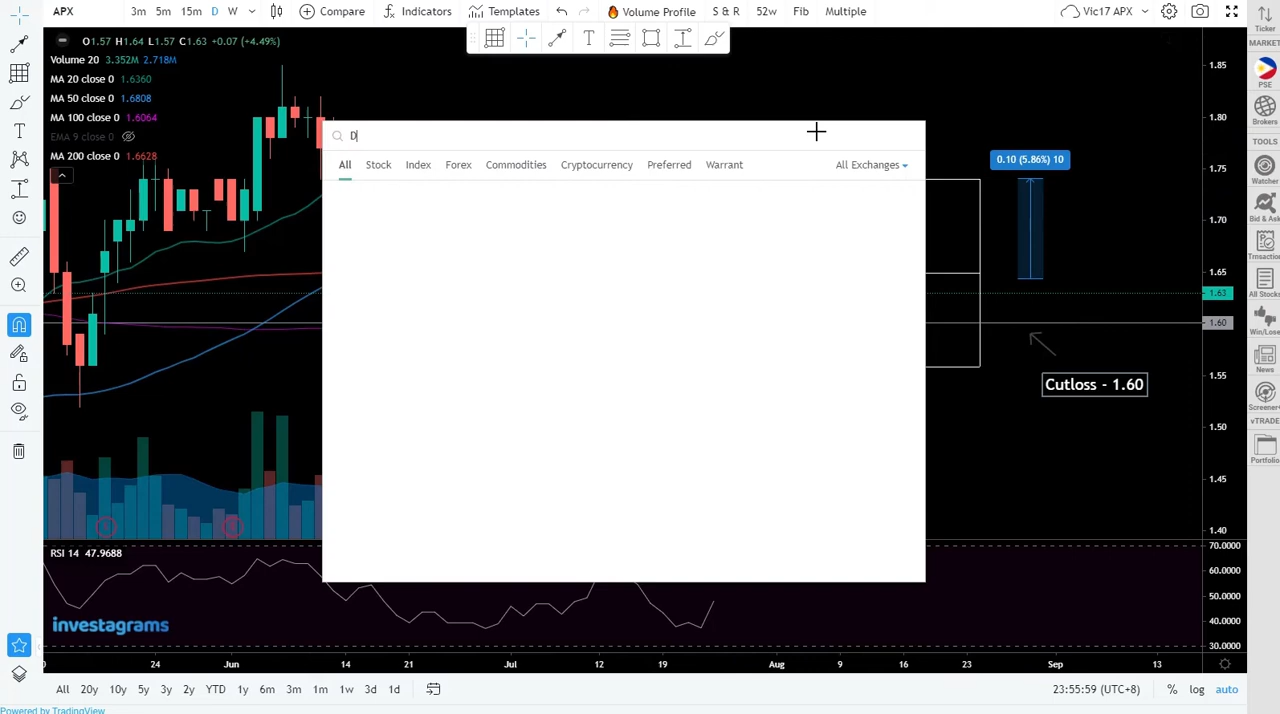 APX
3m 5m 15m D W
Compare
Indicators
Templates
Volume Profile
S & R
52w
Fib
Multiple
Vic17 APX
Ticker
O1.57 H1.64 L1.57 C1.63 +0.07 (+4.49%)
MARKET
Volume 20 3.352M 2.718M
MA 20 close 0 1.6360
MA 50 close 0 1.6808
MA 100 close 0 1.6064
EMA 9 close 0
MA 200 close 0 1.6628
D
All Stock Index Forex Commodities Cryptocurrency Preferred Warrant
All Exchanges
0.10 (5.86%) 10
Cutloss - 1.60
1.85
1.80
1.75
1.70
1.65
1.63
1.60
1.55
1.50
1.45
1.40
PSE
Brokers
TOOLS
Watcher
Bid & Ask
All Stocks
Win/Lose
News
Screener
vTRADE
Portfolio
RSI 14 47.9688
70.0000
60.0000
50.0000
40.0000
30.0000
investagrams
24 Jun 14 21 Jul 12 19 Aug 9 16 23 Sep 13
All 20y 10y 5y 3y 2y YTD 1y 6m 3m 1m 1w 3d 1d
23:55:59 (UTC+8)
% log auto
Powered by TradingView